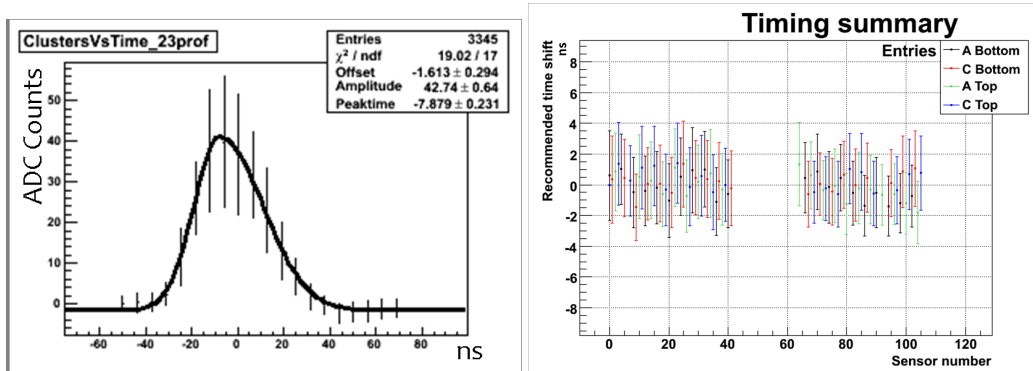 ClustersVsTime_23prof
Entries 3345
χ² / ndf 19.02 / 17
Offset -1.613 ± 0.294
Amplitude 42.74 ± 0.64
Peaktime -7.879 ± 0.231
ADC Counts
50
40
30
20
10
0
-60 -40 -20 0 20 40 60 80
ns
Timing summary
Entries
A Bottom
C Bottom
A Top
C Top
Recommended time shift
ns
8
6
4
2
0
-2
-4
-6
-8
0 20 40 60 80 100 120
Sensor number